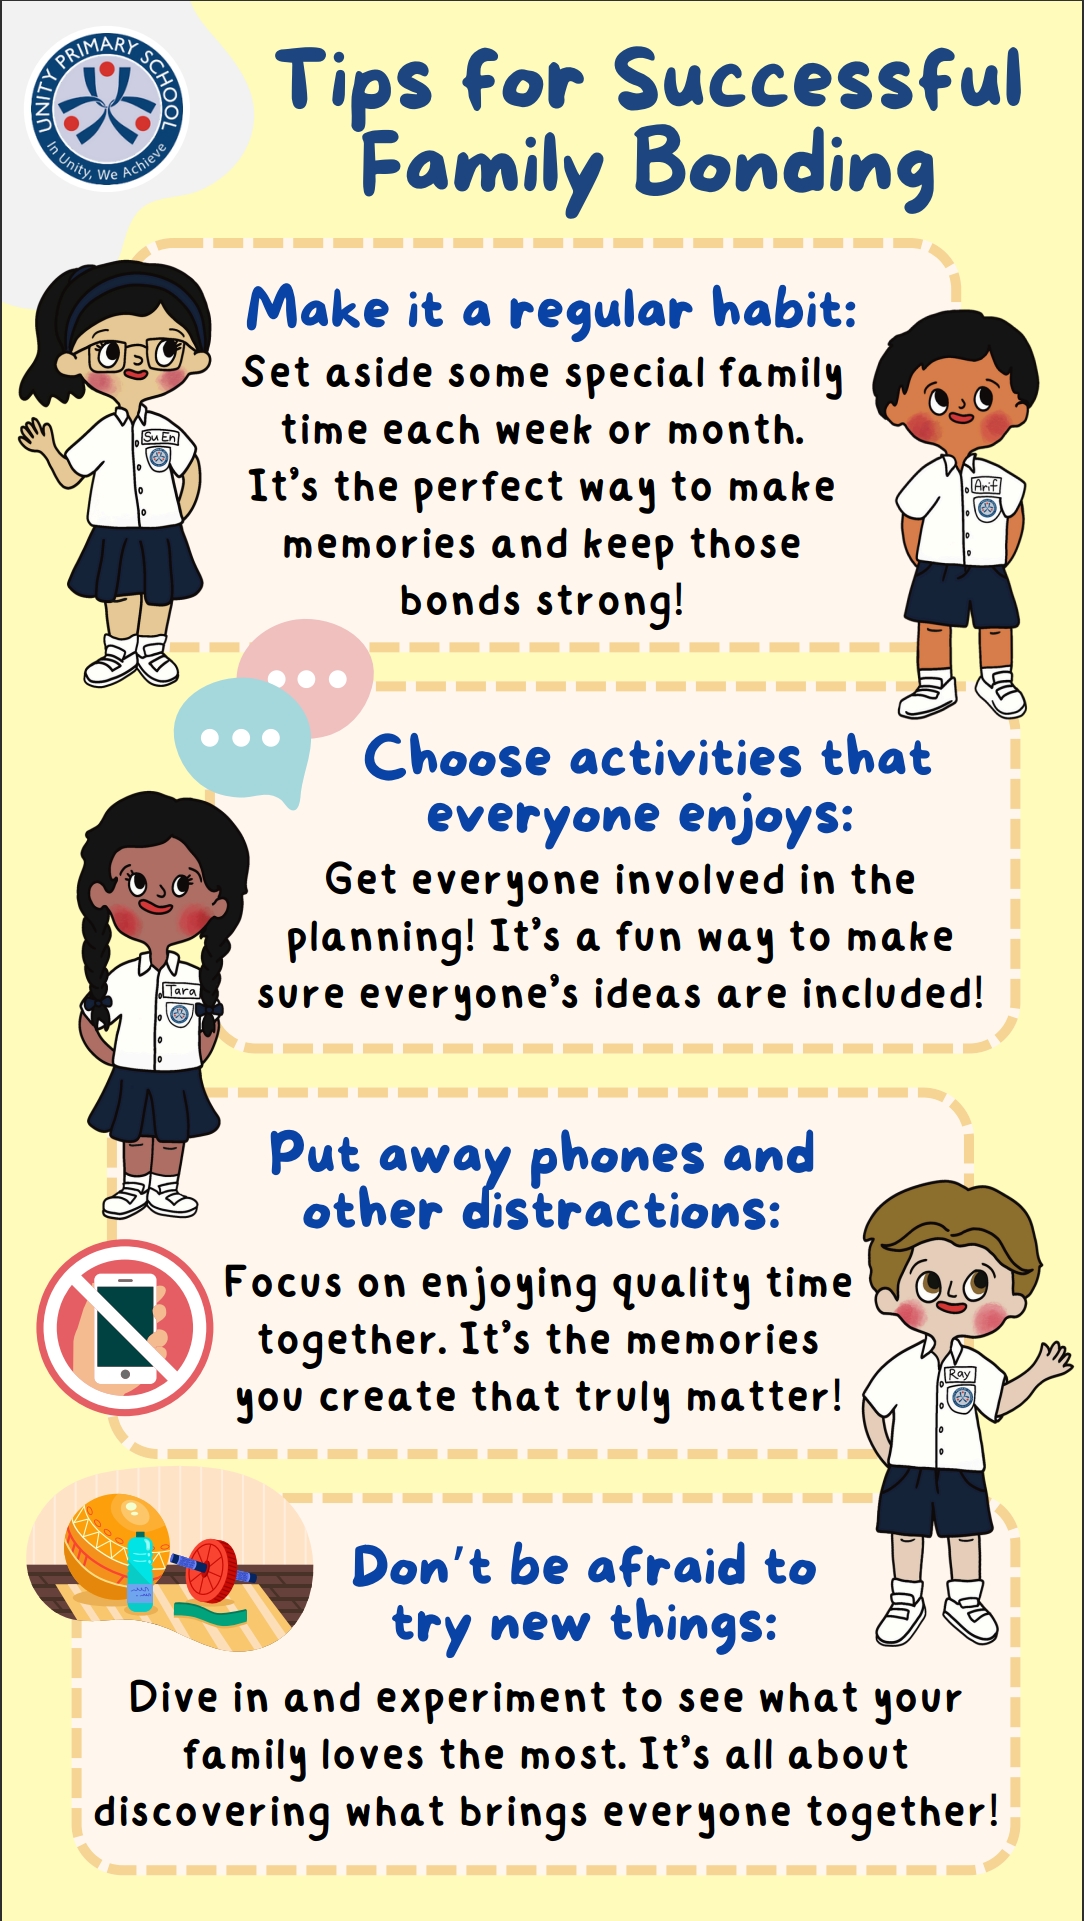 UNITY PRIMARY SCHOOL
In Unity, We Achieve
Tips for Successful
Family Bonding
Make it a regular habit:
Set aside some special family
time each week or month.
It's the perfect way to make
memories and keep those
bonds strong!
Su En
Arif
Choose activities that
everyone enjoys:
Get everyone involved in the
planning! It's a fun way to make
sure everyone's ideas are included!
Tara
Put away phones and
other distractions:
Focus on enjoying quality time
together. It's the memories
you create that truly matter!
Ray
Don't be afraid to
try new things:
Dive in and experiment to see what your
family loves the most. It's all about
discovering what brings everyone together!